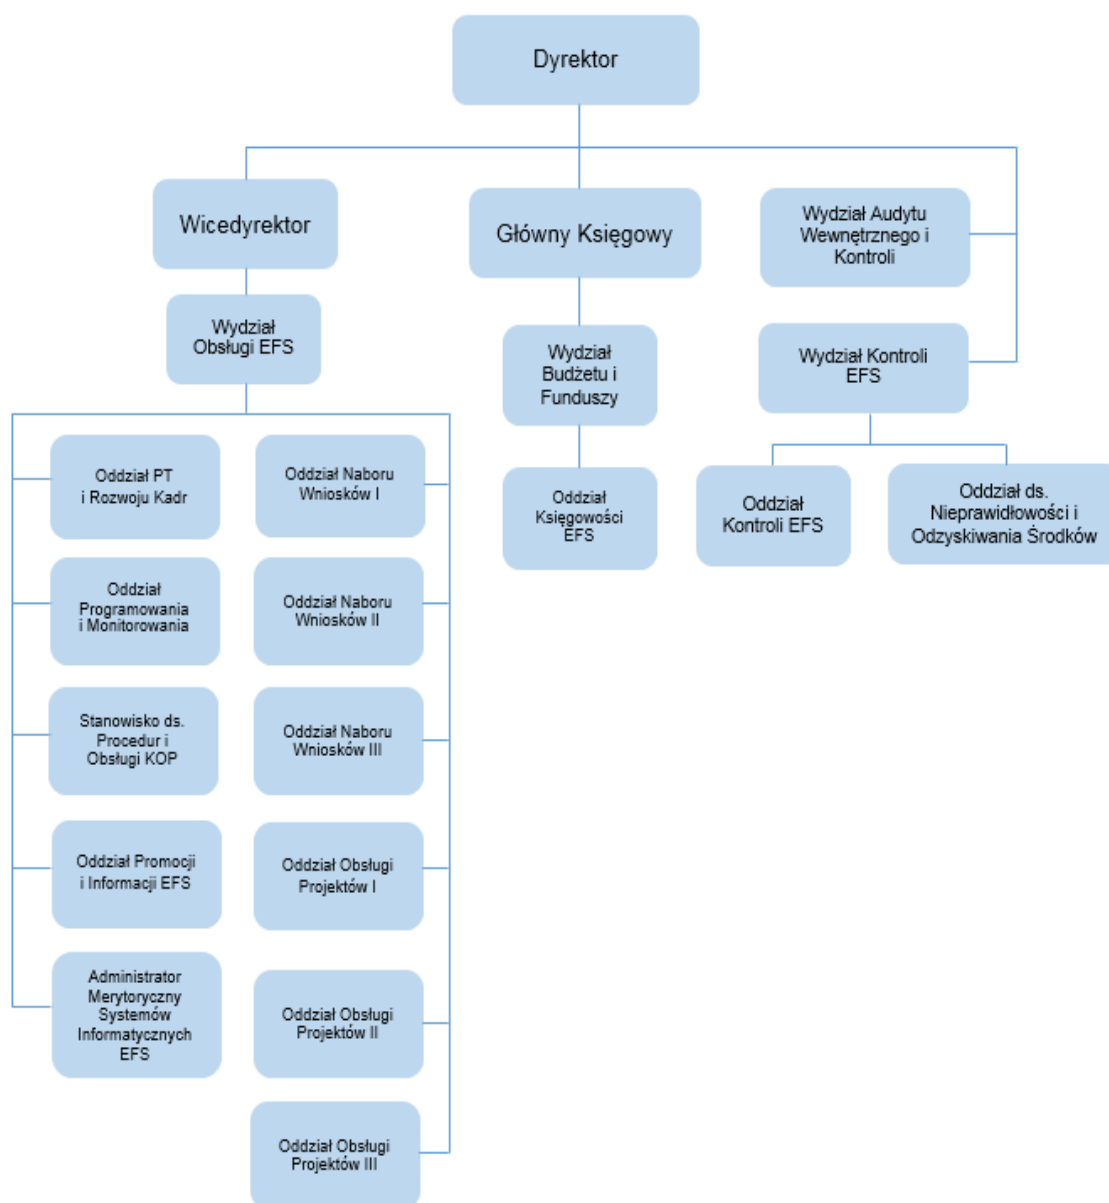 Dyrektor
Wicedyrektor
Główny Księgowy
Wydział Audytu
Wewnętrznego i
Kontroli
Wydział
Obsługi EFS
Wydział
Budżetu i
Funduszy
Wydział Kontroli
EFS
Oddział PT
i Rozwoju Kadr
Oddział Naboru
Wniosków I
Oddział
Księgowości
EFS
Oddział
Kontroli EFS
Oddział ds.
Nieprawidłowości i
Odzyskiwania Środków
Oddział
Programowania
i Monitorowania
Oddział Naboru
Wniosków II
Stanowisko ds.
Procedur i
Obsługi KOP
Oddział Naboru
Wniosków III
Oddział Promocji
i Informacji EFS
Oddział Obsługi
Projektów I
Administrator
Merytoryczny
Systemów
Informatycznych
EFS
Oddział Obsługi
Projektów II
Oddział Obsługi
Projektów III